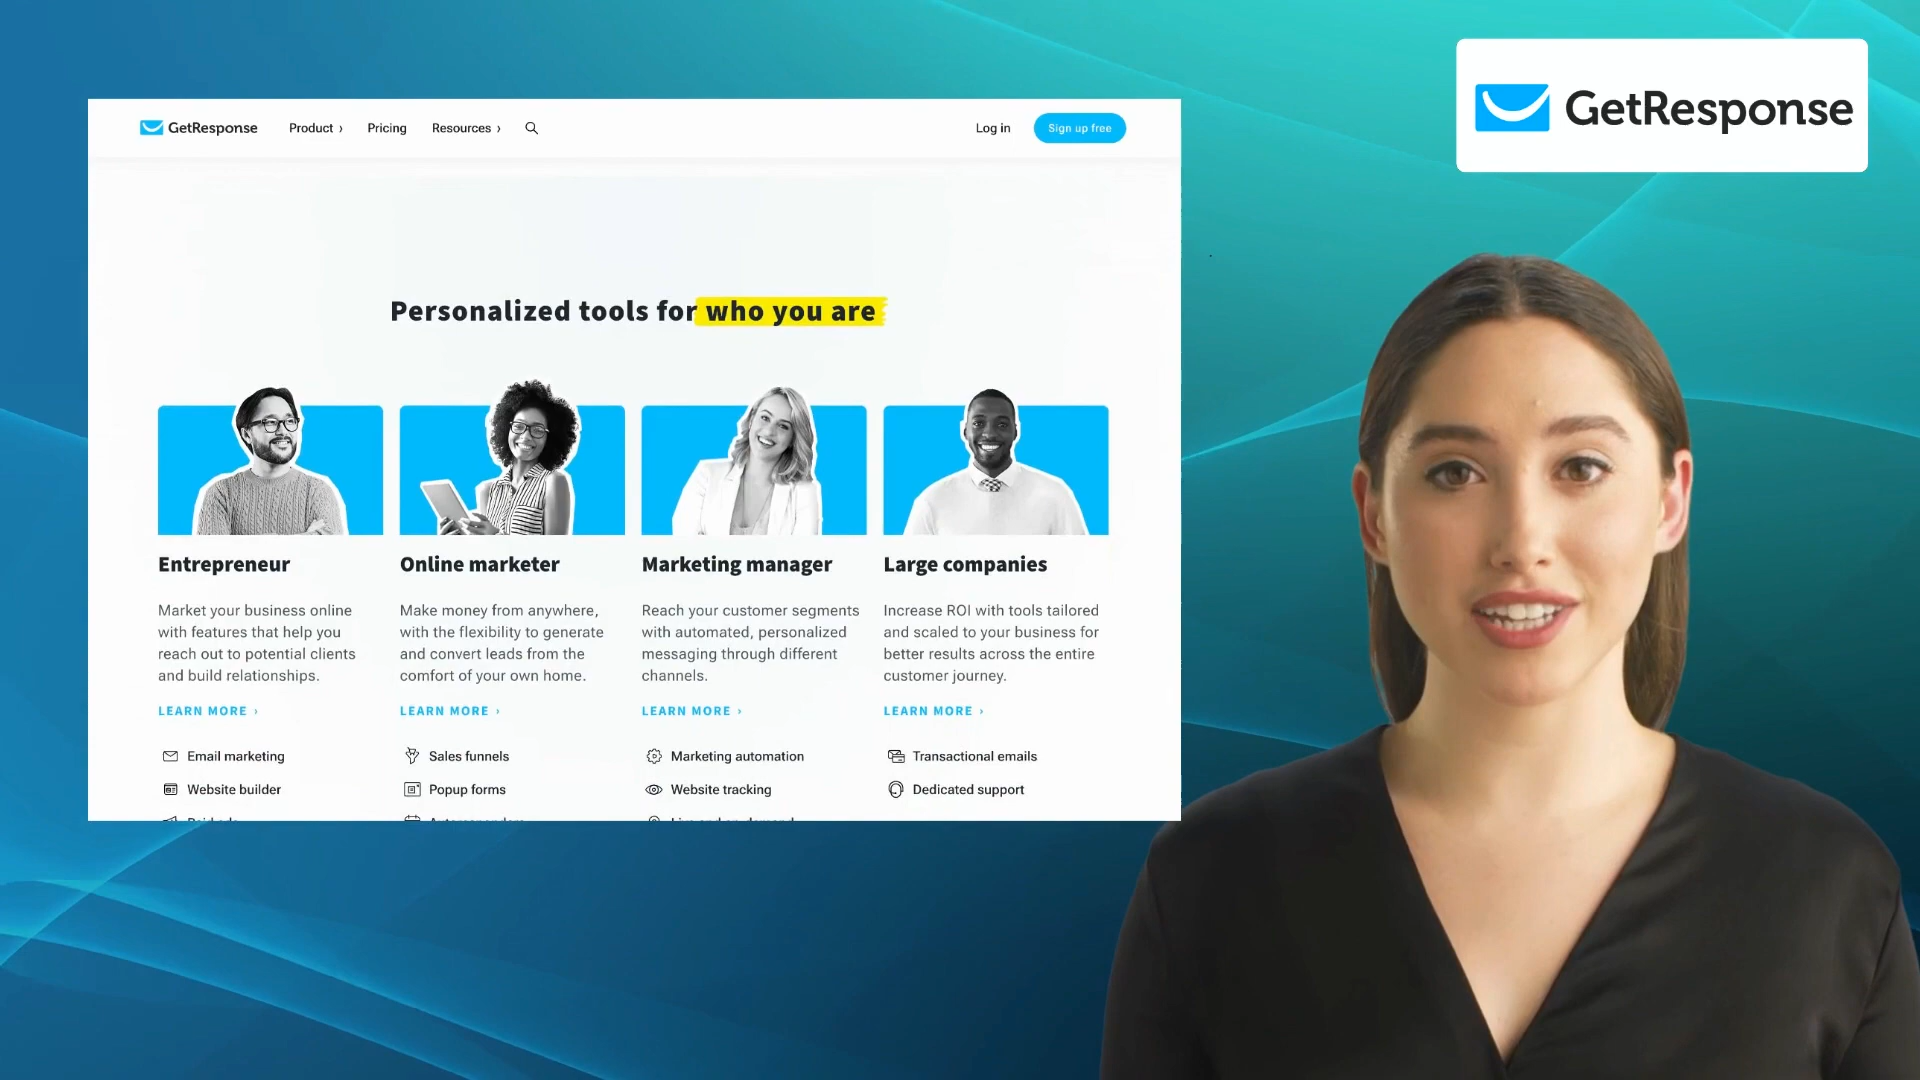 GetResponse
GetResponse Product › Pricing Resources › Log in Sign up free
Personalized tools for who you are
Entrepreneur
Market your business online
with features that help you
reach out to potential clients
and build relationships.
LEARN MORE ›
Email marketing
Website builder
Online marketer
Make money from anywhere,
with the flexibility to generate
and convert leads from the
comfort of your own home.
LEARN MORE ›
Sales funnels
Popup forms
Marketing manager
Reach your customer segments
with automated, personalized
messaging through different
channels.
LEARN MORE ›
Marketing automation
Website tracking
Large companies
Increase ROI with tools tailored
and scaled to your business for
better results across the entire
customer journey.
LEARN MORE ›
Transactional emails
Dedicated support